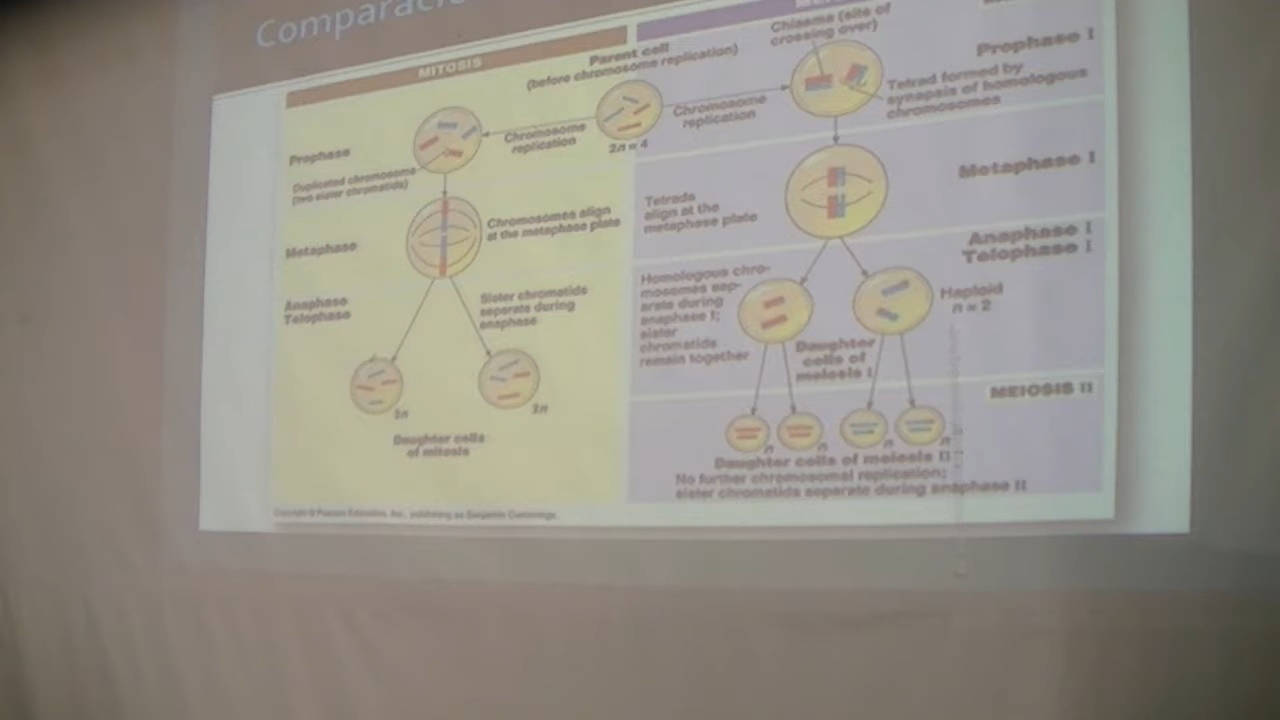 MITOSIS
Parent cell
(before chromosome replication)
Chiasma (site of
crossing over)
Prophase I
Tetrad formed by
synapsis of homologous
chromosomes
Chromosome
replication
Chromosome
replication
2n = 4
Prophase
Duplicated chromosome
(two sister chromatids)
Metaphase
Chromosomes align
at the metaphase plate
Tetrads
align at the
metaphase plate
Metaphase I
Anaphase
Telophase
Sister chromatids
separate during
anaphase
Homologous chro-
mosomes sep-
arate during
anaphase I;
sister
chromatids
remain together
Anaphase I
Telophase I
Haploid
n = 2
Daughter
cells of
meiosis I
MEIOSIS II
2n
2n
Daughter cells
of mitosis
n
n
n
n
Daughter cells of meiosis II
No further chromosomal replication;
sister chromatids separate during anaphase II
Copyright © Pearson Education, Inc., publishing as Benjamin Cummings.